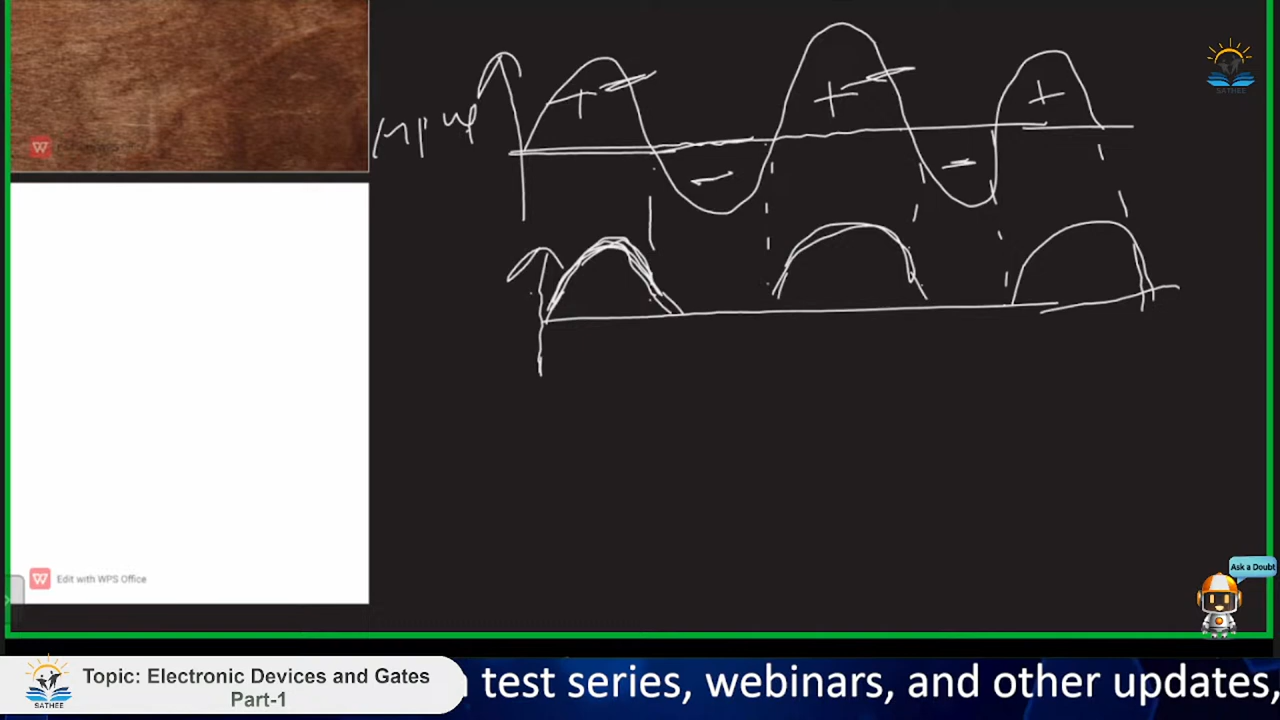 SATHEE
+
+
+
-
-
Edit with WPS Office
Ask a Doubt
Topic: Electronic Devices and Gates
Part-1
SATHEE
test series, webinars, and other updates,